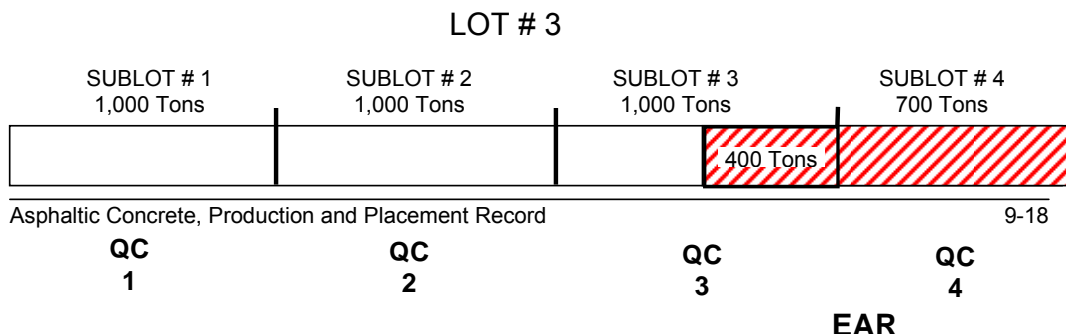 LOT # 3
SUBLOT # 1 SUBLOT # 2 SUBLOT # 3 SUBLOT # 4
1,000 Tons 1,000 Tons 1,000 Tons 700 Tons
400 Tons
Asphaltic Concrete, Production and Placement Record 9-18
QC QC QC QC
1 2 3 4
EAR